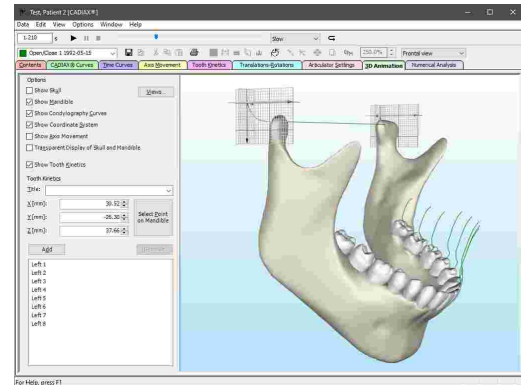 Test, Patient 2 [CADIAX®]
Data Edit View Options Window Help
1-210 s Slow
Open/Close 1 1992-05-15 250.0% Frontal view
Contents CADIAX® Curves Time Curves Axis Movement Tooth Kinetics Translations-Rotations Articulator Settings 3D Animation Numerical Analysis
Options
Show Skull Views...
Show Mandible
Show Condylography Curves
Show Coordinate System
Show Axis Movement
Transparent Display of Skull and Mandible
Show Tooth Kinetics
Tooth Kinetics
Title:
X [mm]: 30.52
Y [mm]: -26.30 Select Point on Mandible
Z [mm]: 37.66
Add Remove
Left 1
Left 2
Left 3
Left 4
Left 5
Left 6
Left 7
Left 8
For Help, press F1